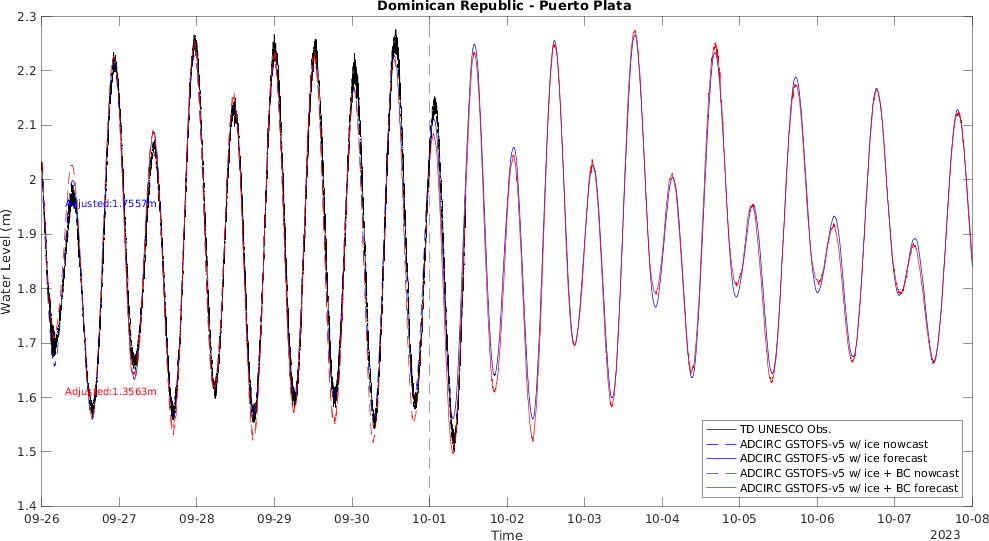 Dominican Republic - Puerto Plata
2.3
2.2
2.1
2
1.9
1.8
1.7
1.6
1.5
1.4
Water Level (m)
Adjusted:1.7557m
Adjusted:1.3563m
TD UNESCO Obs.
ADCIRC GSTOFS-v5 w/ ice nowcast
ADCIRC GSTOFS-v5 w/ ice forecast
ADCIRC GSTOFS-v5 w/ ice + BC nowcast
ADCIRC GSTOFS-v5 w/ ice + BC forecast
09-26 09-27 09-28 09-29 09-30 10-01 10-02 10-03 10-04 10-05 10-06 10-07 10-08
Time
2023